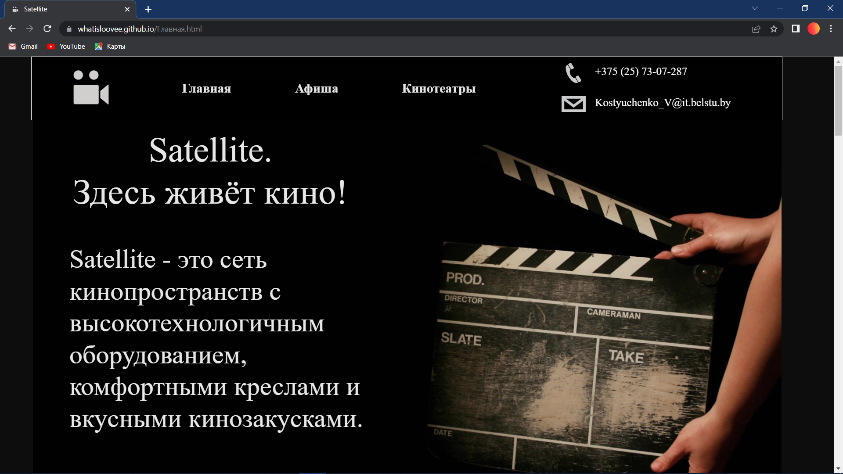 Satellite
whatisloovee.github.io/Главная.html
Gmail
YouTube
Карты
Главная
Афиша
Кинотеатры
+375 (25) 73-07-287
Kostyuchenko_V@it.belstu.by
Satellite.
Здесь живёт кино!
Satellite - это сеть
кинопространств с
высокотехнологичным
оборудованием,
комфортными креслами и
вкусными кинозакусками.
PROD.
DIRECTOR
CAMERAMAN
SLATE
TAKE
DATE